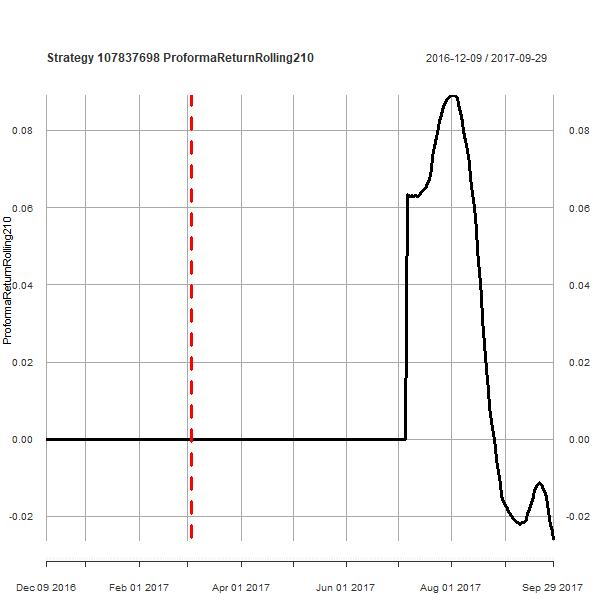 Strategy 107837698 ProformaReturnRolling210
2016-12-09 / 2017-09-29
ProformaReturnRolling210
0.08
0.06
0.04
0.02
0.00
-0.02
0.08
0.06
0.04
0.02
0.00
-0.02
Dec 09 2016
Feb 01 2017
Apr 01 2017
Jun 01 2017
Aug 01 2017
Sep 29 2017